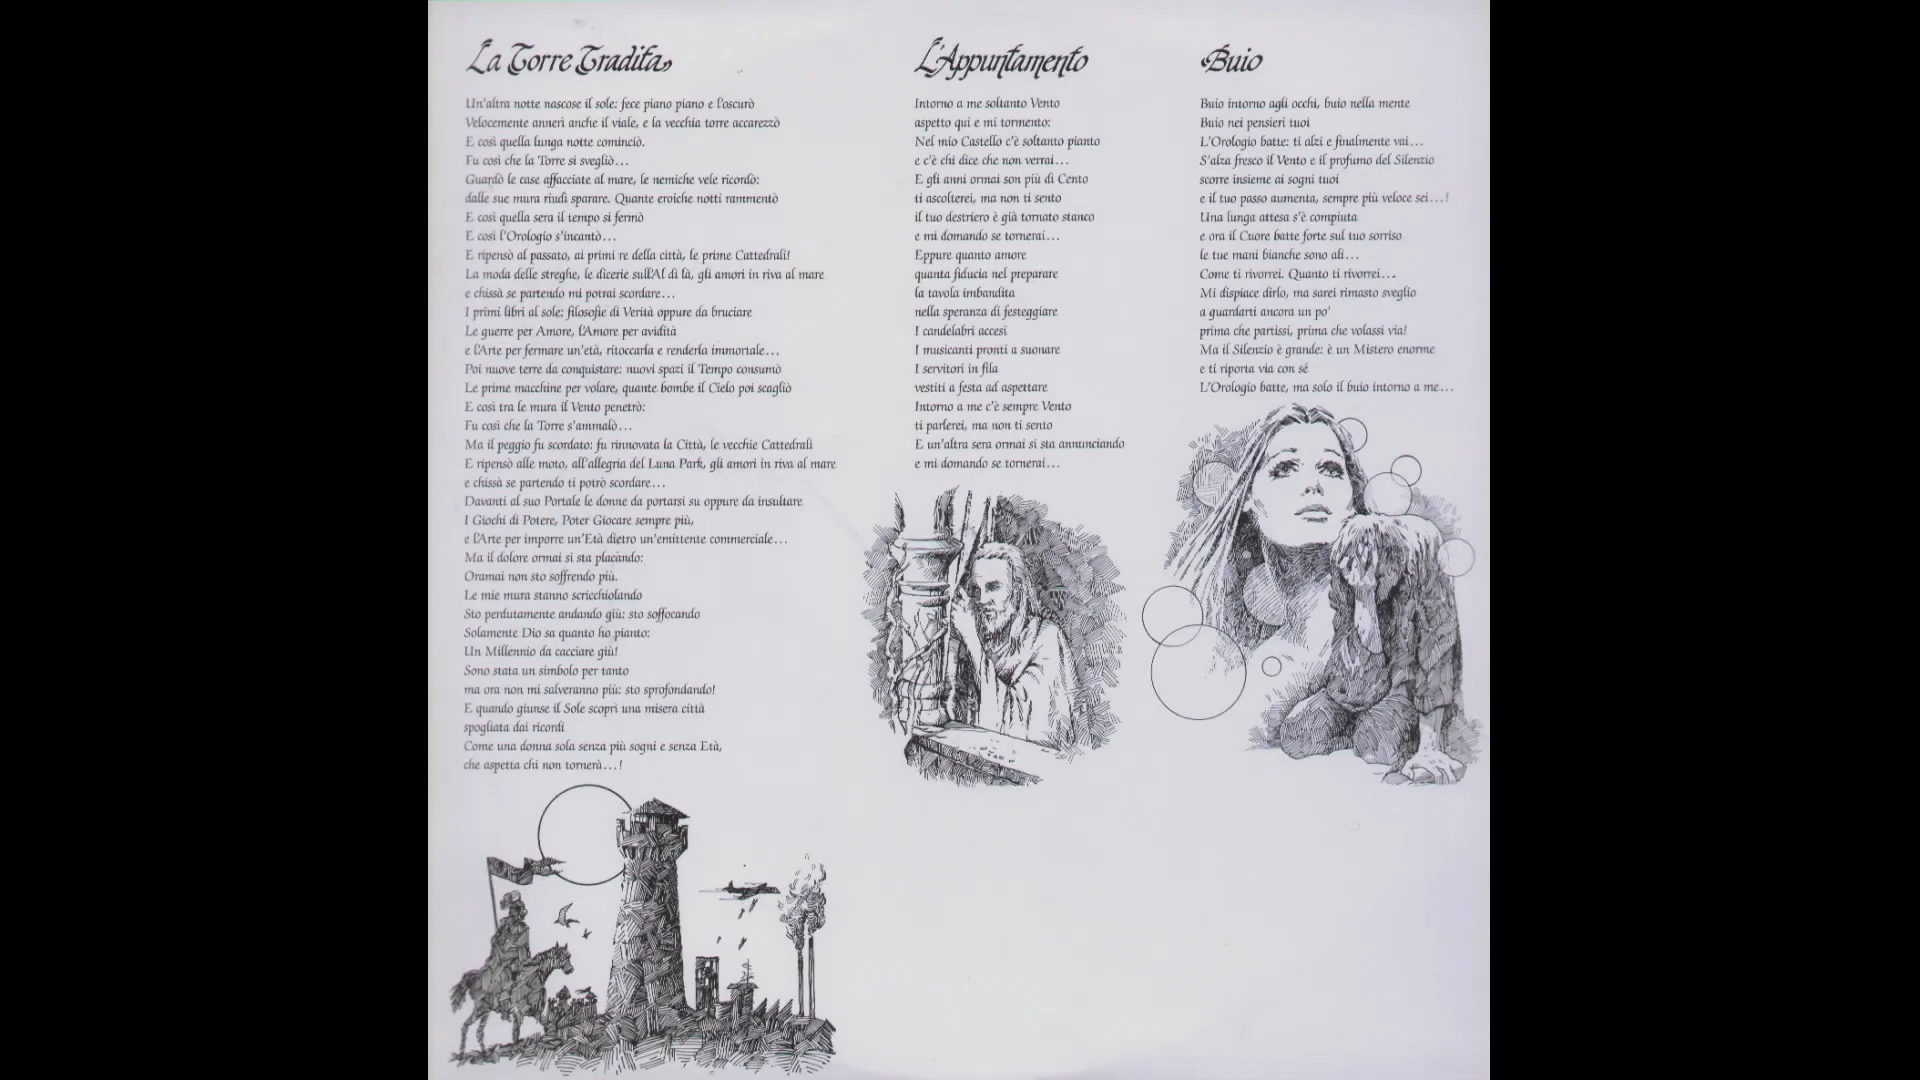 La Torre Tradita
Un'altra notte nascose il sole: fece piano piano e l'oscurò
Velocemente annerì anche il viale, e la vecchia torre accarezzò
E così quella lunga notte cominciò.
Fu così che la Torre si svegliò...
Guardò le case affacciate al mare, le nemiche vele ricordò:
dalle sue mura riudì sparare. Quante eroiche notti rammentò
E così quella sera il tempo si fermò
E così l'Orologio s'incantò...
E ripensò al passato, ai primi re della città, le prime Cattedrali!
La moda delle streghe, le dicerie sull'Al di là, gli amori in riva al mare
e chissà se partendo mi potrai scordare...
I primi libri al sole: filosofie di Verità oppure da bruciare
Le guerre per Amore, l'Amore per avidità
e l'Arte per fermare un'età, ritoccarla e renderla immortale...
Poi nuove terre da conquistare: nuovi spazi il Tempo consumò
Le prime macchine per volare, quante bombe il Cielo poi scagliò
E così tra le mura il Vento penetrò:
Fu così che la Torre s'ammalò...
Ma il peggio fu scordato: fu rinnovata la Città, le vecchie Cattedrali
E ripensò alle moto, all'allegria del Luna Park, gli amori in riva al mare
e chissà se partendo ti potrò scordare...
Davanti al suo Portale le donne da portarsi su oppure da insultare
I Giochi di Potere, Poter Giocare sempre più,
e l'Arte per imporre un'Età dietro un'emittente commerciale...
Ma il dolore ormai si sta placando:
Oramai non sto soffrendo più.
Le mie mura stanno scricchiolando
Sto perdutamente andando giù: sto soffocando
Solamente Dio sa quanto ho pianto:
Un Millennio da cacciare giù!
Sono stata un simbolo per tanto
ma ora non mi salveranno più: sto sprofondando!
E quando giunse il Sole scoprì una misera città
spogliata dai ricordi
Come una donna sola senza più sogni e senza Età,
che aspetta chi non tornerà...!
L'Appuntamento
Intorno a me soltanto Vento
aspetto qui e mi tormento:
Nel mio Castello c'è soltanto pianto
e c'è chi dice che non verrai...
E gli anni ormai son più di Cento
ti ascolterei, ma non ti sento
il tuo destriero è già tornato stanco
e mi domando se tornerai...
Eppure quanto amore
quanta fiducia nel preparare
la tavola imbandita
nella speranza di festeggiare
I candelabri accesi
I musicanti pronti a suonare
I servitori in fila
vestiti a festa ad aspettare
Intorno a me c'è sempre Vento
ti parlerei, ma non ti sento
E un'altra sera ormai si sta annunciando
e mi domando se tornerai...
Buio
Buio intorno agli occhi, buio nella mente
Buio nei pensieri tuoi
L'Orologio batte: ti alzi e finalmente vai...
S'alza fresco il Vento e il profumo del Silenzio
scorre insieme ai sogni tuoi
e il tuo passo aumenta, sempre più veloce sei...!
Una lunga attesa s'è compiuta
e ora il Cuore batte forte sul tuo sorriso
le tue mani bianche sono ali...
Come ti rivorrei. Quanto ti rivorrei...
Mi dispiace dirlo, ma sarei rimasto sveglio
a guardarti ancora un po'
prima che partissi, prima che volassi via!
Ma il Silenzio è grande: è un Mistero enorme
e ti riporta via con sé
L'Orologio batte, ma solo il buio intorno a me...